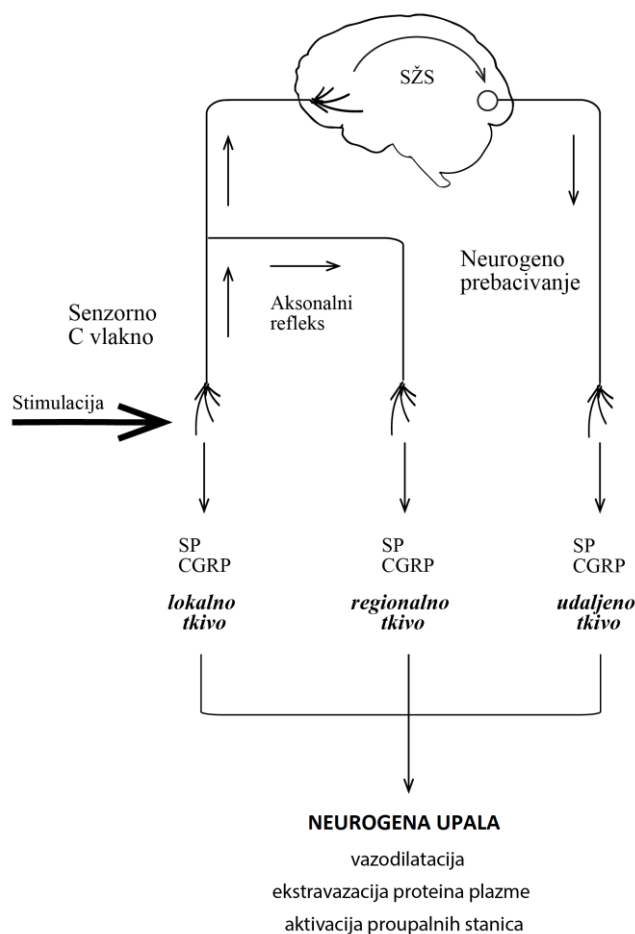 SŽS
Neurogeno
prebacivanje
Aksonalni
refleks
Senzorno
C vlakno
Stimulacija
SP
CGRP
lokalno
tkivo
SP
CGRP
regionalno
tkivo
SP
CGRP
udaljeno
tkivo
NEUROGENA UPALA
vazodilatacija
ekstravazacija proteina plazme
aktivacija proupalnih stanica